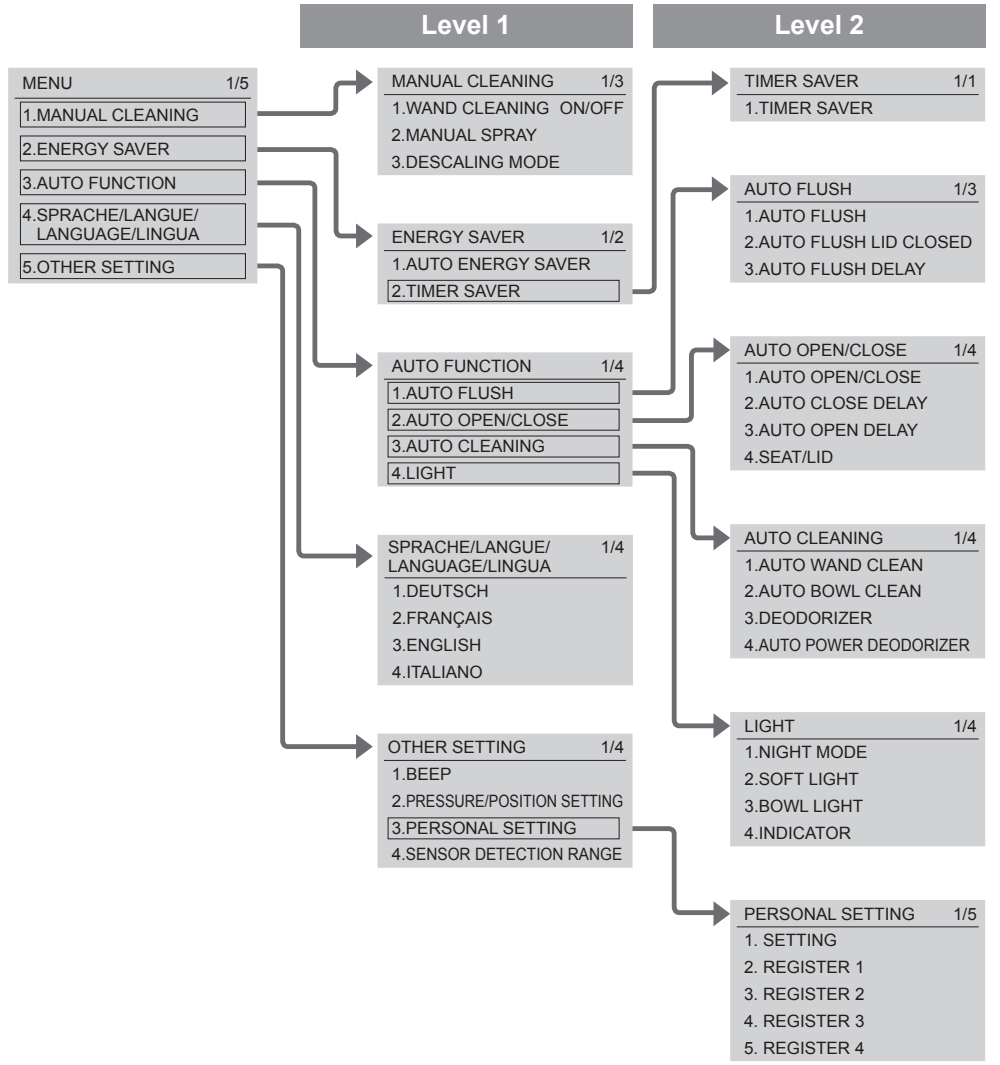 Level 1
Level 2
MENU 1/5
1.MANUAL CLEANING
2.ENERGY SAVER
3.AUTO FUNCTION
4.SPRACHE/LANGUE/
LANGUAGE/LINGUA
5.OTHER SETTING
MANUAL CLEANING 1/3
1.WAND CLEANING ON/OFF
2.MANUAL SPRAY
3.DESCALING MODE
ENERGY SAVER 1/2
1.AUTO ENERGY SAVER
2.TIMER SAVER
AUTO FUNCTION 1/4
1.AUTO FLUSH
2.AUTO OPEN/CLOSE
3.AUTO CLEANING
4.LIGHT
SPRACHE/LANGUE/ 1/4
LANGUAGE/LINGUA
1.DEUTSCH
2.FRANÇAIS
3.ENGLISH
4.ITALIANO
OTHER SETTING 1/4
1.BEEP
2.PRESSURE/POSITION SETTING
3.PERSONAL SETTING
4.SENSOR DETECTION RANGE
TIMER SAVER 1/1
1.TIMER SAVER
AUTO FLUSH 1/3
1.AUTO FLUSH
2.AUTO FLUSH LID CLOSED
3.AUTO FLUSH DELAY
AUTO OPEN/CLOSE 1/4
1.AUTO OPEN/CLOSE
2.AUTO CLOSE DELAY
3.AUTO OPEN DELAY
4.SEAT/LID
AUTO CLEANING 1/4
1.AUTO WAND CLEAN
2.AUTO BOWL CLEAN
3.DEODORIZER
4.AUTO POWER DEODORIZER
LIGHT 1/4
1.NIGHT MODE
2.SOFT LIGHT
3.BOWL LIGHT
4.INDICATOR
PERSONAL SETTING 1/5
1. SETTING
2. REGISTER 1
3. REGISTER 2
4. REGISTER 3
5. REGISTER 4